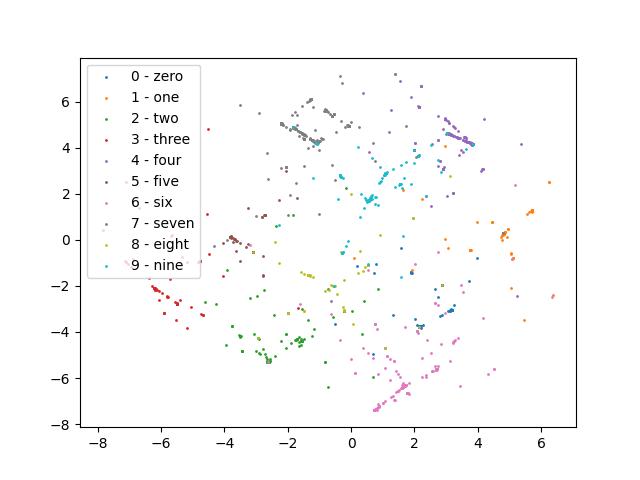 0 - zero
1 - one
2 - two
3 - three
4 - four
5 - five
6 - six
7 - seven
8 - eight
9 - nine
6
4
2
0
−2
−4
−6
−8
−8 −6 −4 −2 0 2 4 6